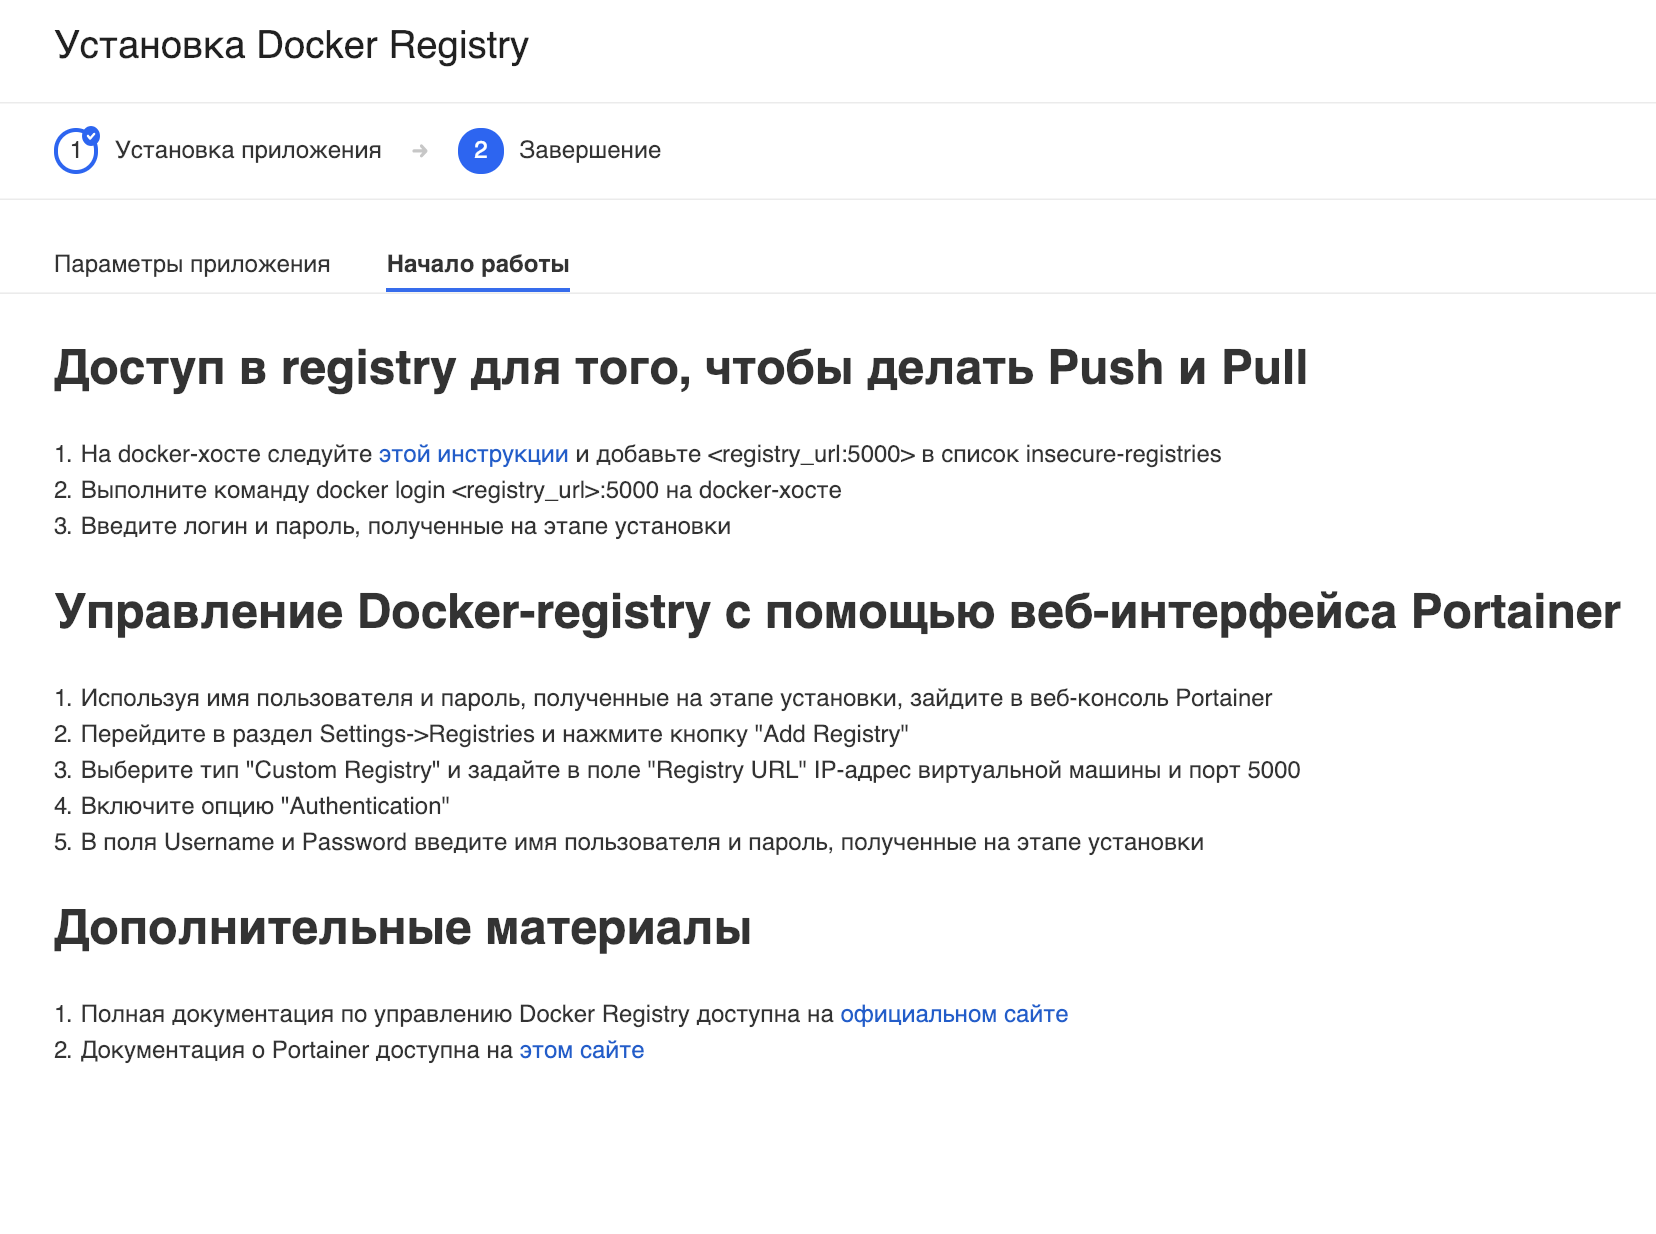 Установка Docker Registry
1 Установка приложения → 2 Завершение
Параметры приложения Начало работы
Доступ в registry для того, чтобы делать Push и Pull
1. На docker-хосте следуйте этой инструкции и добавьте <registry_url:5000> в список insecure-registries
2. Выполните команду docker login <registry_url>:5000 на docker-хосте
3. Введите логин и пароль, полученные на этапе установки
Управление Docker-registry с помощью веб-интерфейса Portainer
1. Используя имя пользователя и пароль, полученные на этапе установки, зайдите в веб-консоль Portainer
2. Перейдите в раздел Settings->Registries и нажмите кнопку "Add Registry"
3. Выберите тип "Custom Registry" и задайте в поле "Registry URL" IP-адрес виртуальной машины и порт 5000
4. Включите опцию "Authentication"
5. В поля Username и Password введите имя пользователя и пароль, полученные на этапе установки
Дополнительные материалы
1. Полная документация по управлению Docker Registry доступна на официальном сайте
2. Документация о Portainer доступна на этом сайте